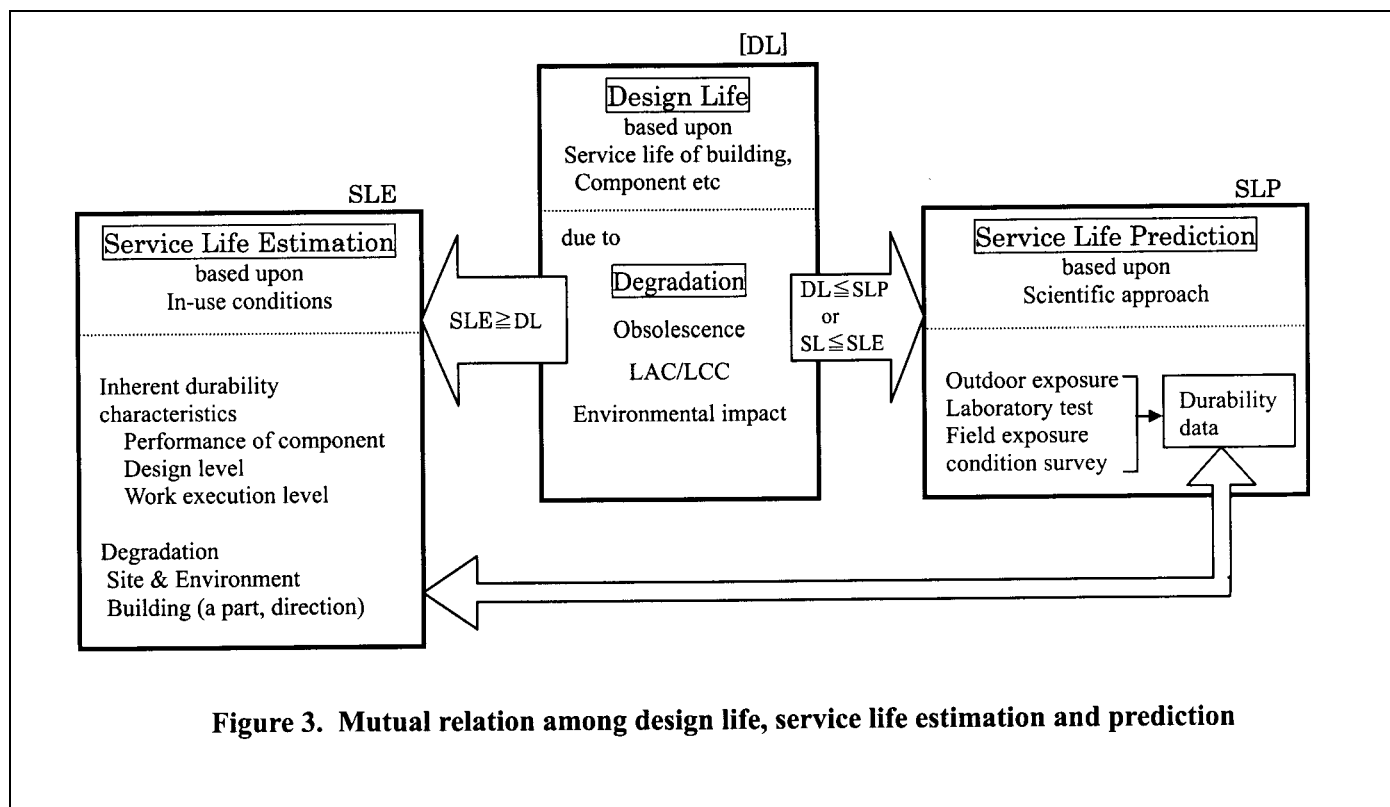 [DL]
Design Life
based upon
Service life of building,
Component etc
due to
Degradation
Obsolescence
LAC/LCC
Environmental impact
SLE
Service Life Estimation
based upon
In-use conditions
Inherent durability
characteristics
Performance of component
Design level
Work execution level
Degradation
Site & Environment
Building (a part, direction)
SLE≧DL
DL≦SLP
or
SL≦SLE
SLP
Service Life Prediction
based upon
Scientific approach
Outdoor exposure
Laboratory test
Field exposure
condition survey
Durability
data
Figure 3. Mutual relation among design life, service life estimation and prediction